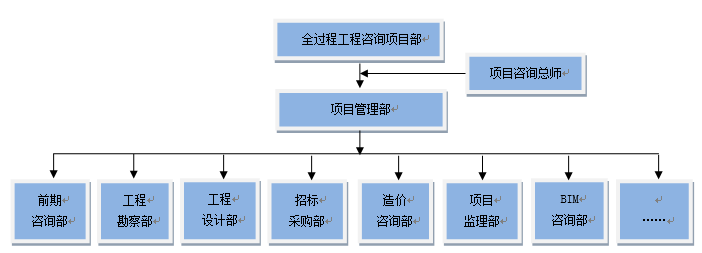 全过程工程咨询项目部
项目咨询总师
项目管理部
前期
咨询部
工程
勘察部
工程
设计部
招标
采购部
造价
咨询部
项目
监理部
BIM
咨询部
……